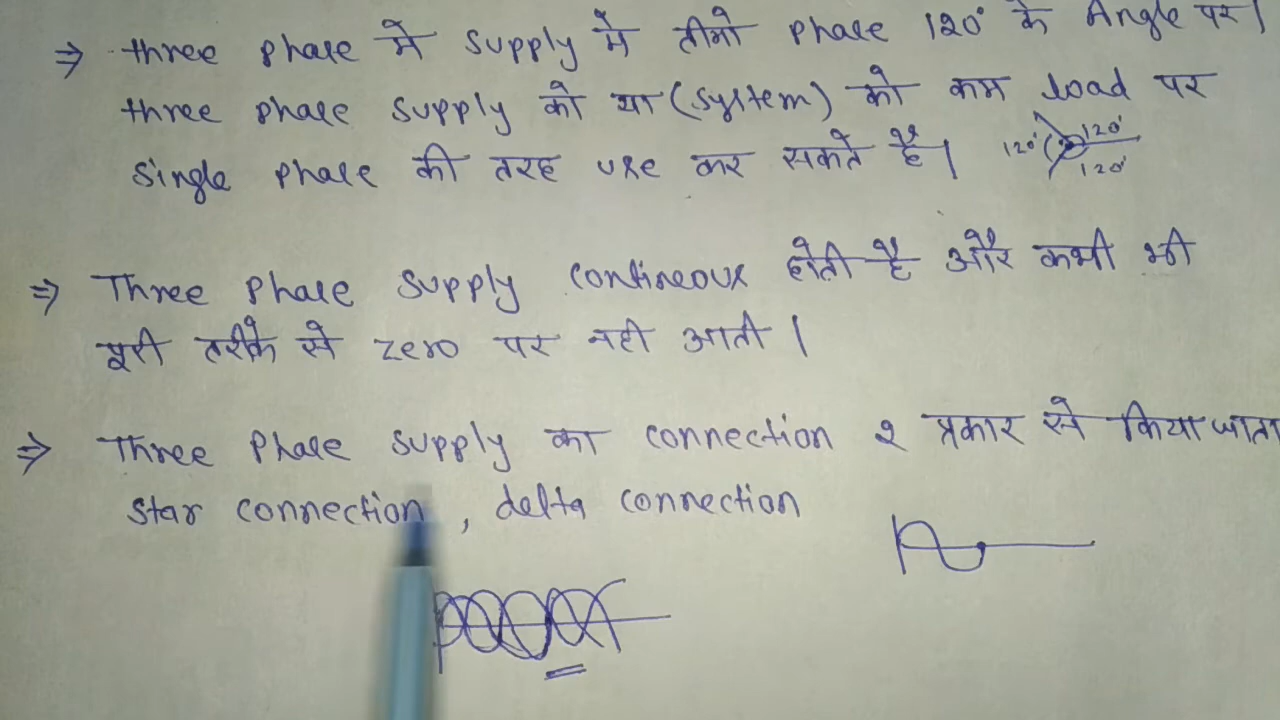 ⇒ three phase में supply में तीनो phase 120° के Angle पर।
three phase supply को या (system) को कम load पर
single phase की तरह use कर सकते है।
120° 120°
120°
⇒ Three phase supply contineous होती है और कभी भी
पूरी तरीके से zero पर नही आती।
⇒ Three Phase supply का connection 2 प्रकार से किया जाता
star connection, delta connection